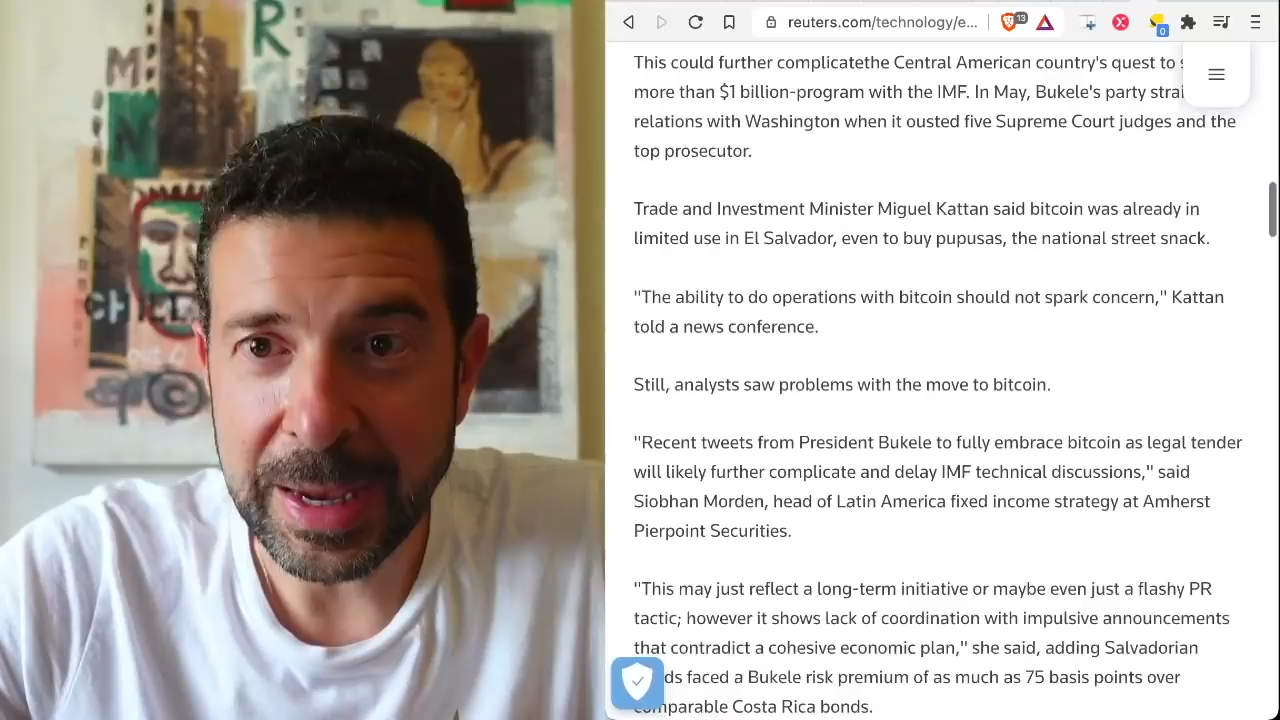 reuters.com/technology/e...
13
0
This could further complicatethe Central American country's quest to s
more than $1 billion-program with the IMF. In May, Bukele's party strai
relations with Washington when it ousted five Supreme Court judges and the
top prosecutor.
Trade and Investment Minister Miguel Kattan said bitcoin was already in
limited use in El Salvador, even to buy pupusas, the national street snack.
"The ability to do operations with bitcoin should not spark concern," Kattan
told a news conference.
Still, analysts saw problems with the move to bitcoin.
"Recent tweets from President Bukele to fully embrace bitcoin as legal tender
will likely further complicate and delay IMF technical discussions," said
Siobhan Morden, head of Latin America fixed income strategy at Amherst
Pierpoint Securities.
"This may just reflect a long-term initiative or maybe even just a flashy PR
tactic; however it shows lack of coordination with impulsive announcements
that contradict a cohesive economic plan," she said, adding Salvadorian
ds faced a Bukele risk premium of as much as 75 basis points over
comparable Costa Rica bonds.
R
M
N
CHILL
out